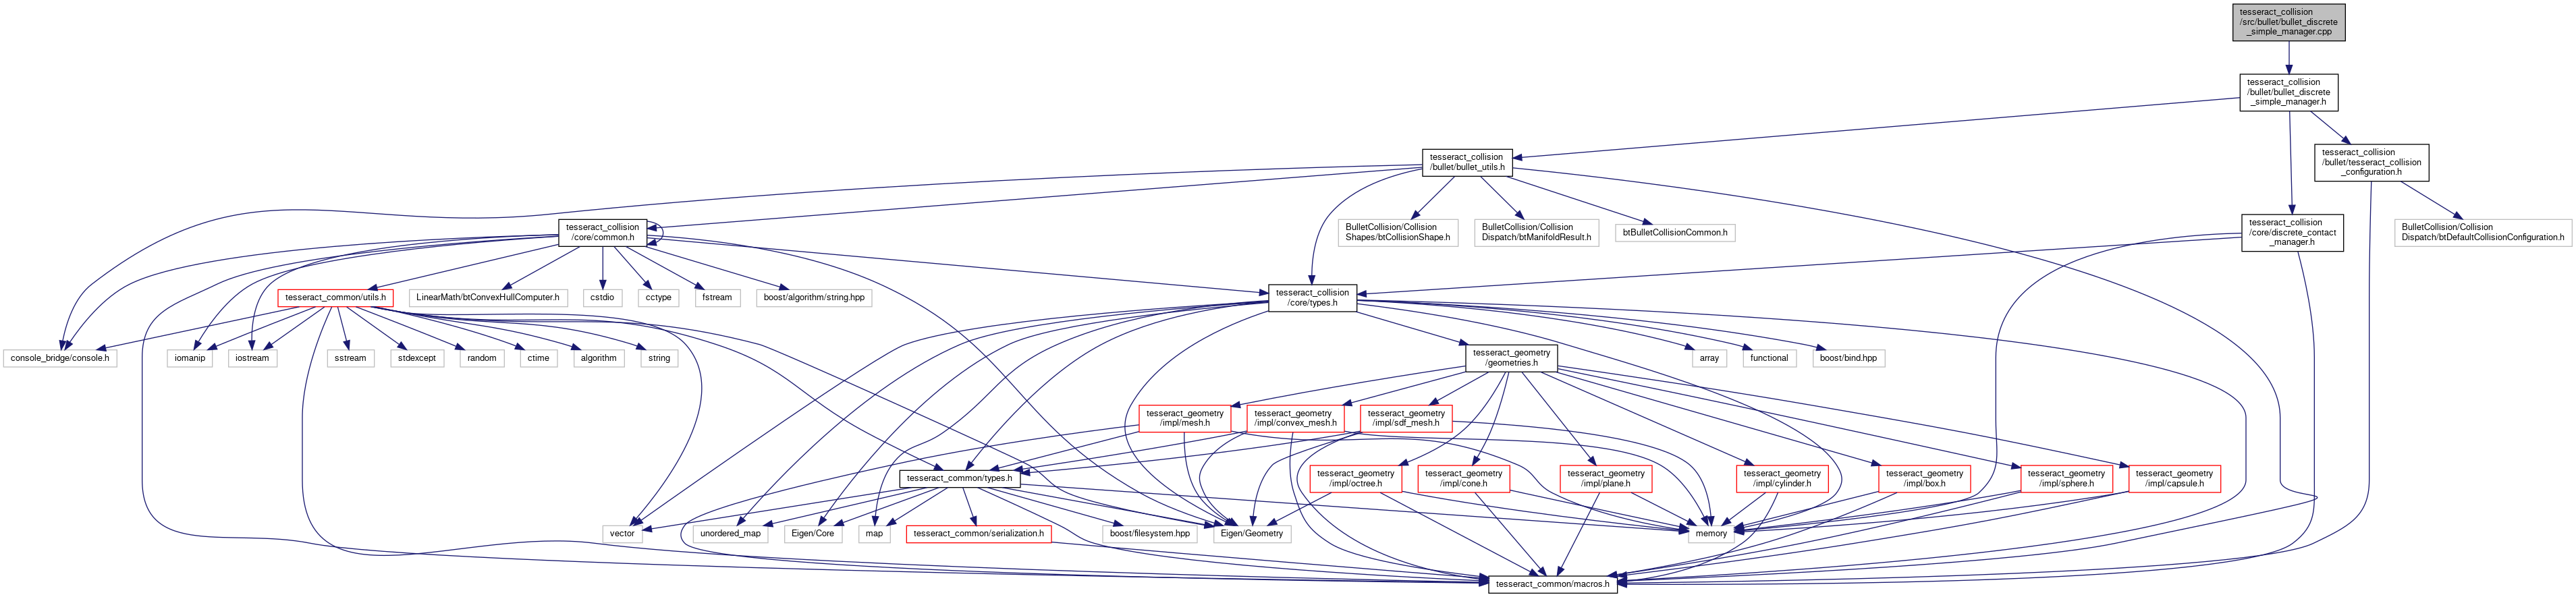 tesseract_collision
/src/bullet/bullet_discrete
_simple_manager.cpp
tesseract_collision
/bullet/bullet_discrete
_simple_manager.h
tesseract_collision
/bullet/bullet_utils.h
tesseract_collision
/bullet/tesseract_collision
_configuration.h
tesseract_collision
/core/common.h
BulletCollision/Collision
Shapes/btCollisionShape.h
BulletCollision/Collision
Dispatch/btManifoldResult.h
btBulletCollisionCommon.h
tesseract_collision
/core/discrete_contact
_manager.h
BulletCollision/Collision
Dispatch/btDefaultCollisionConfiguration.h
tesseract_common/utils.h
LinearMath/btConvexHullComputer.h
cstdio
cctype
fstream
boost/algorithm/string.hpp
tesseract_collision
/core/types.h
console_bridge/console.h
iomanip
iostream
sstream
stdexcept
random
ctime
algorithm
string
tesseract_geometry
/geometries.h
array
functional
boost/bind.hpp
tesseract_geometry
/impl/mesh.h
tesseract_geometry
/impl/convex_mesh.h
tesseract_geometry
/impl/sdf_mesh.h
tesseract_common/types.h
tesseract_geometry
/impl/octree.h
tesseract_geometry
/impl/cone.h
tesseract_geometry
/impl/plane.h
tesseract_geometry
/impl/cylinder.h
tesseract_geometry
/impl/box.h
tesseract_geometry
/impl/sphere.h
tesseract_geometry
/impl/capsule.h
vector
unordered_map
Eigen/Core
map
tesseract_common/serialization.h
boost/filesystem.hpp
Eigen/Geometry
memory
tesseract_common/macros.h